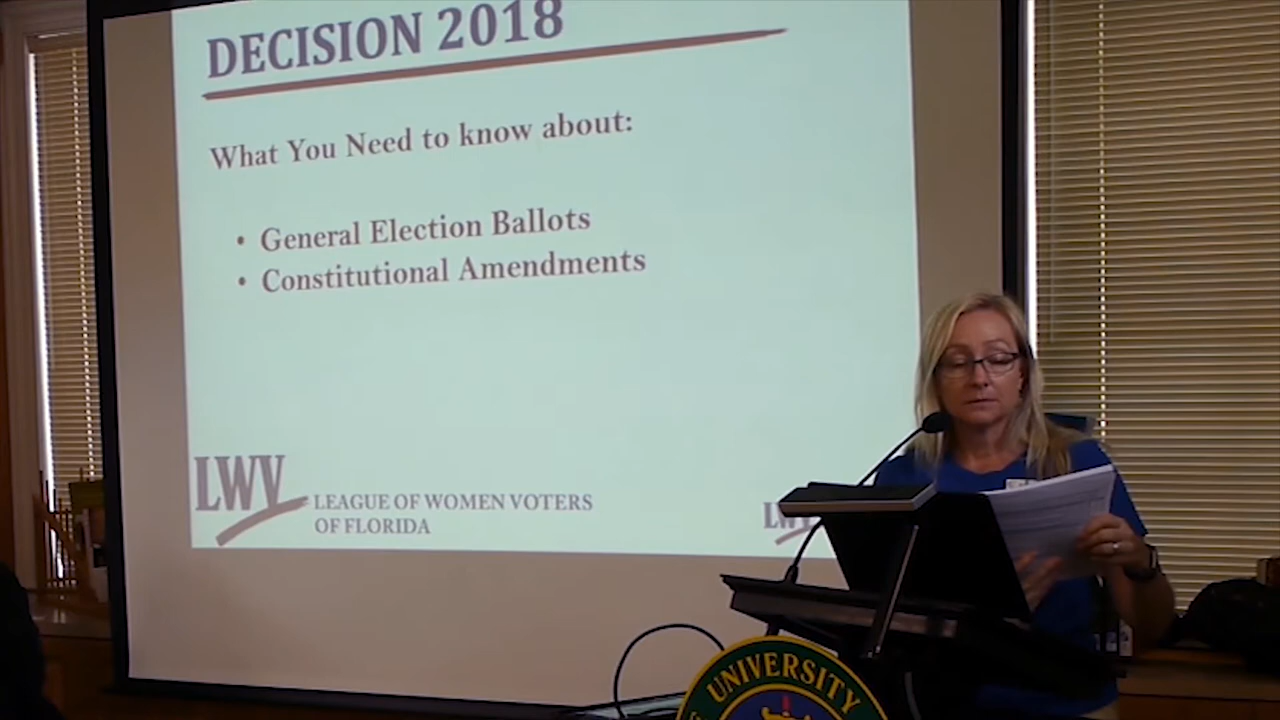 DECISION 2018
What You Need to know about:
• General Election Ballots
• Constitutional Amendments
LWV
LEAGUE OF WOMEN VOTERS
OF FLORIDA
UNIVERSITY